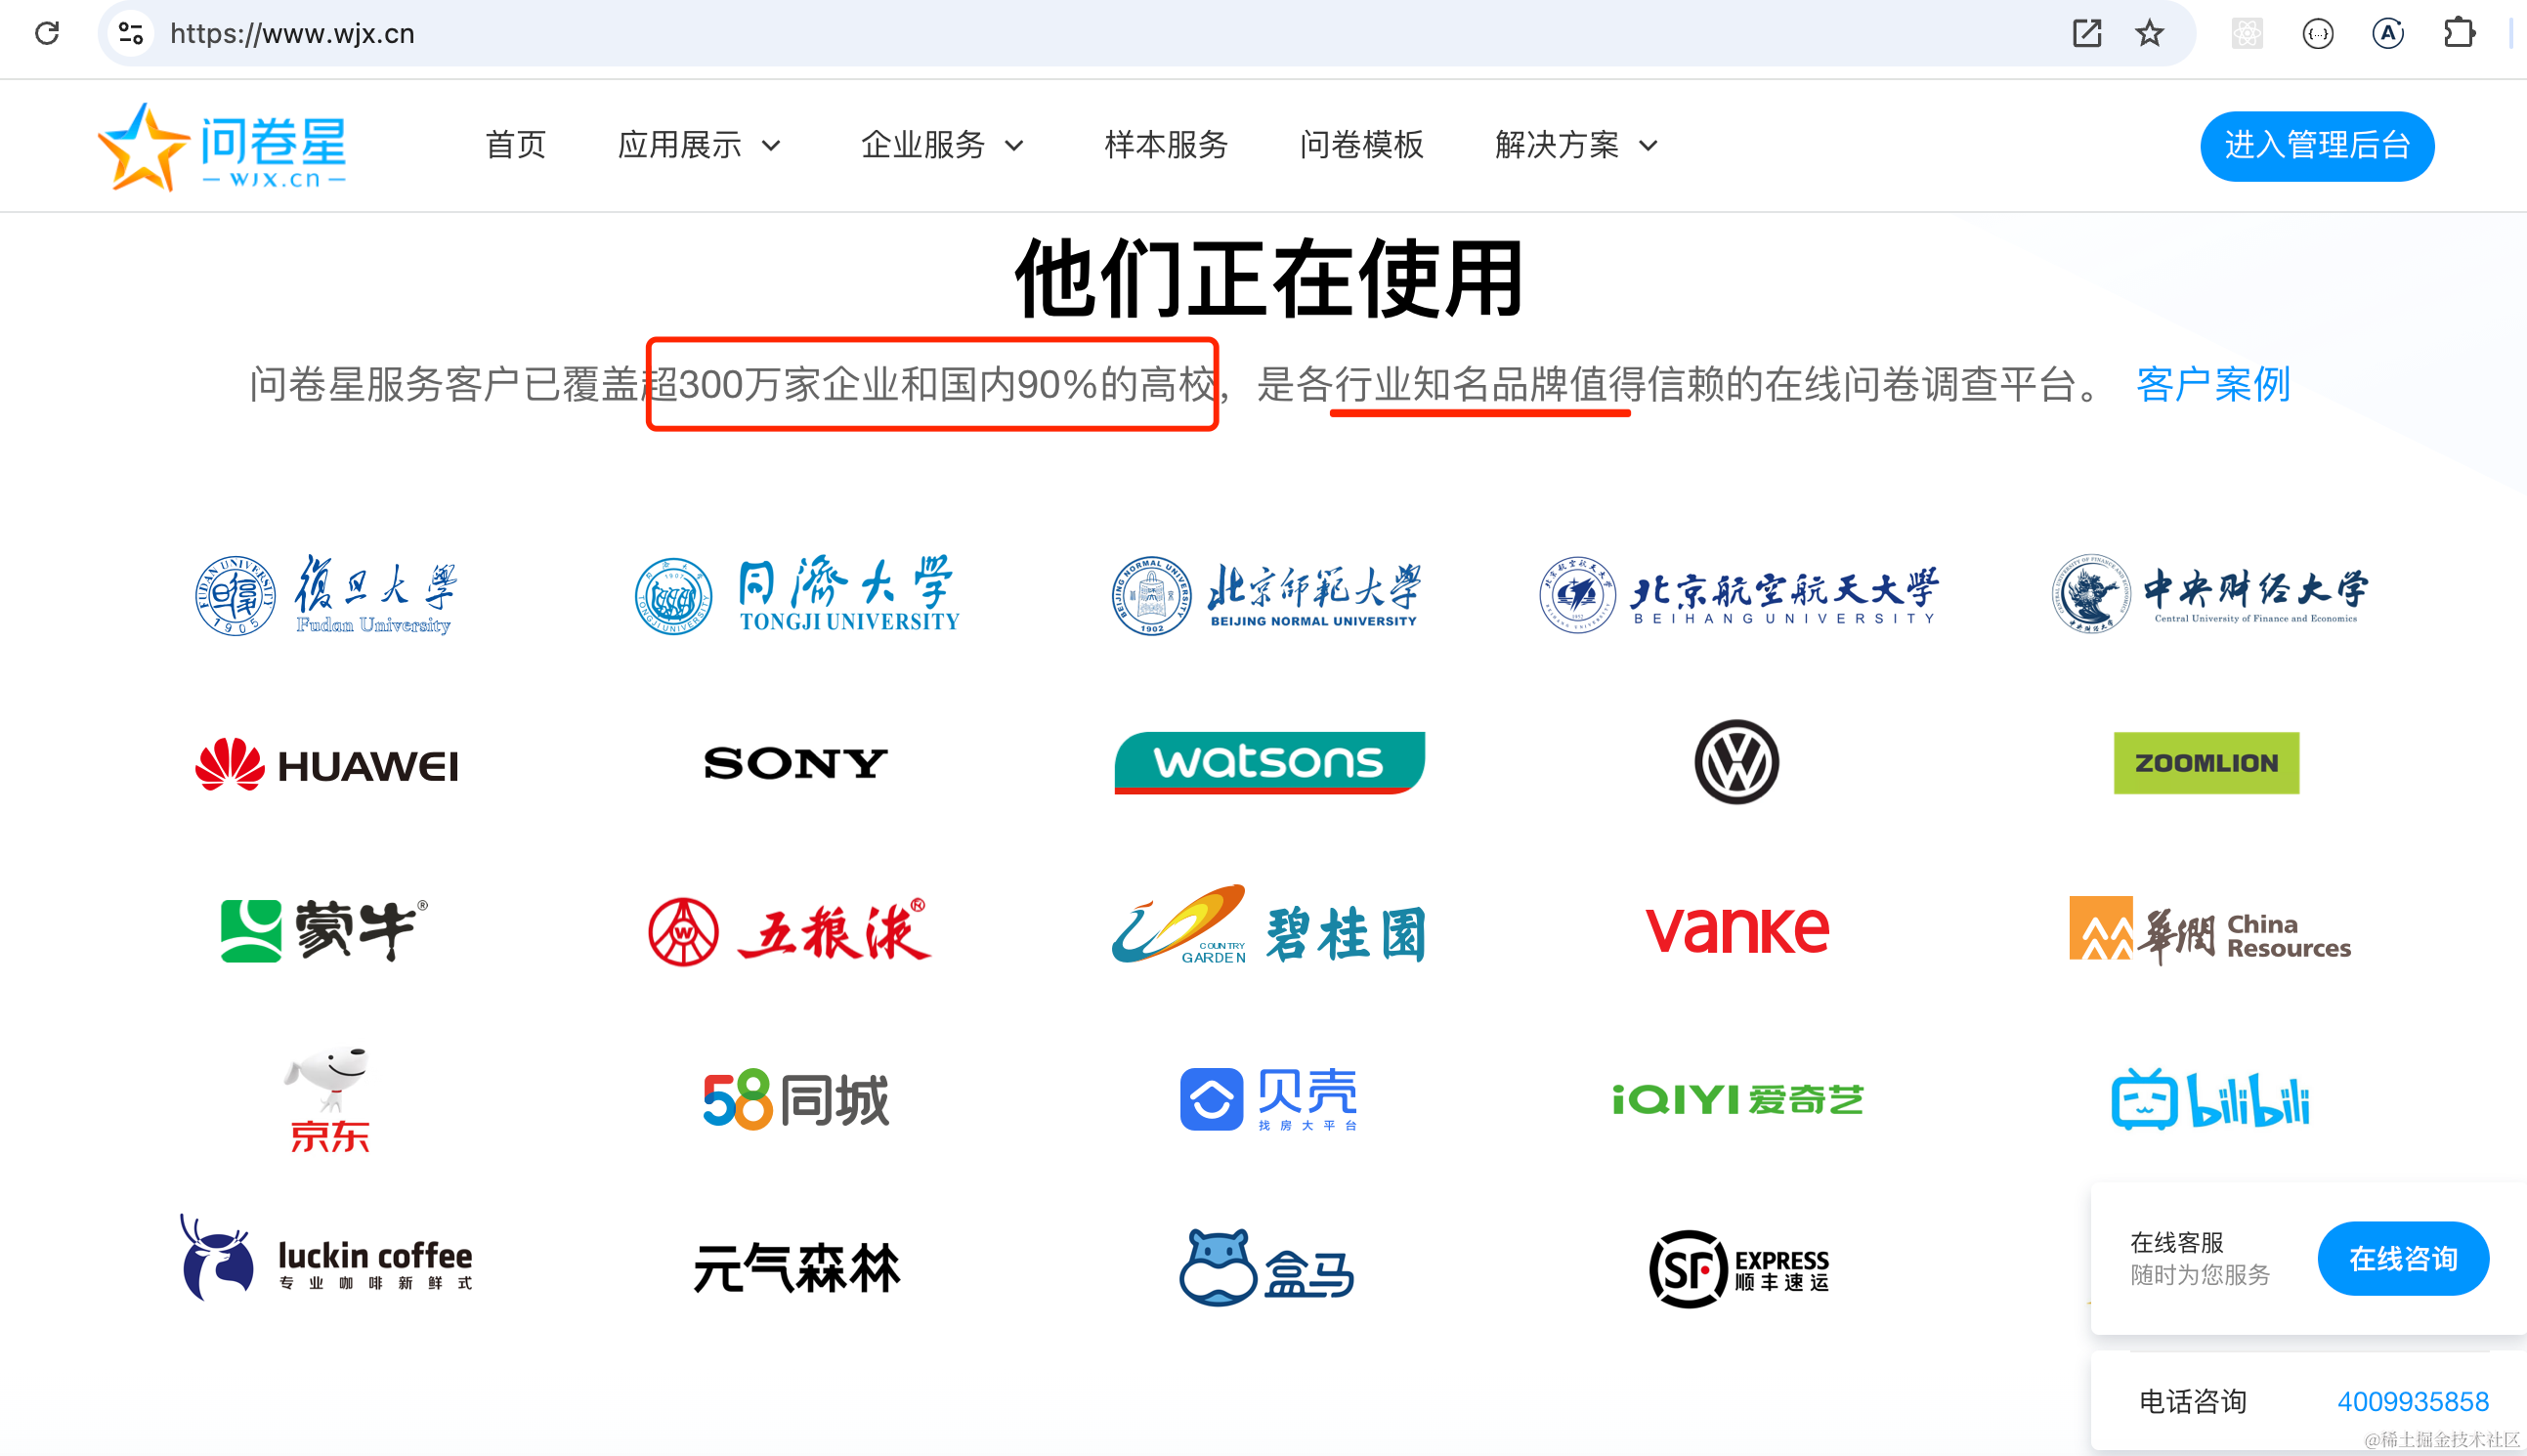 https://www.wjx.cn
问卷星
wjx.cn
首页 应用展示 企业服务 样本服务 问卷模板 解决方案 进入管理后台
他们正在使用
问卷星服务客户已覆盖超300万家企业和国内90%的高校，是各行业知名品牌值得信赖的在线问卷调查平台。 客户案例
FUDAN UNIVERSITY 1905 復旦大學
Fudan University
1907 TONGJI UNIVERSITY 同濟大學
TONGJI UNIVERSITY
BEIJING NORMAL UNIVERSITY 1902 北京师範大學
BEIJING NORMAL UNIVERSITY
北京航空航天大學
BEIHANG UNIVERSITY
中央财经大学
Central University of Finance and Economics
HUAWEI
SONY
watsons
ZOOMLION
蒙牛®
五粮液®
COUNTRY
GARDEN
碧桂園
vanke
華潤 China
Resources
京东
58同城
贝壳
找房大平台
iQIYI 爱奇艺
bilibili
luckin coffee
专业咖啡新鲜式
元气森林
盒马
SF EXPRESS
顺丰速运
在线客服
随时为您服务
在线咨询
电话咨询 4009935858
@稀土掘金技术社区